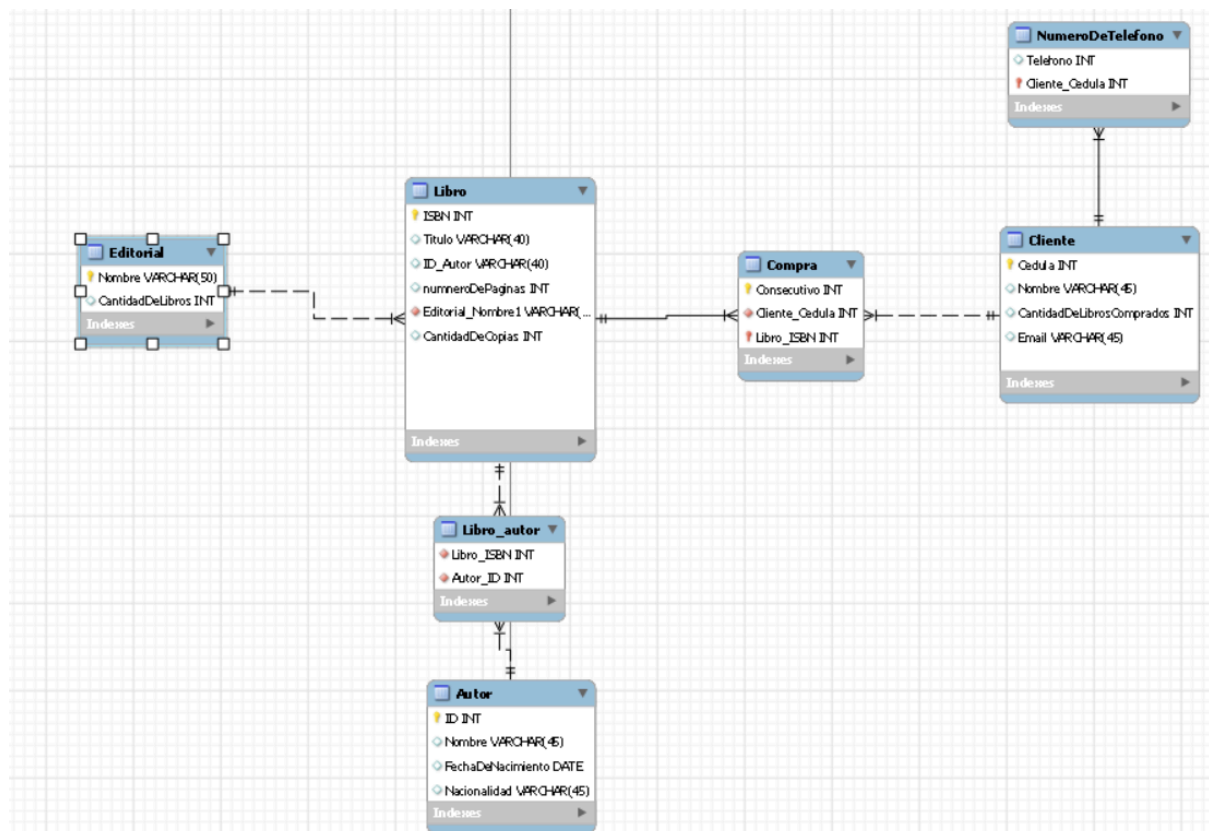 NumeroDeTelefono
Telefono INT
Cliente_Cedula INT
Indexes
Libro
ISBN INT
Titulo VARCHAR(40)
ID_Autor VARCHAR(40)
numneroDePaginas INT
Editorial_Nombre1 VARCHAR(...
CantidadDeCopias INT
Indexes
Editorial
Nombre VARCHAR(50)
CantidadDeLibros INT
Indexes
Compra
Consecutivo INT
Cliente_Cedula INT
Libro_ISBN INT
Indexes
Cliente
Cedula INT
Nombre VARCHAR(45)
CantidadDeLibrosComprados INT
Email VARCHAR(45)
Indexes
Libro_autor
Libro_ISBN INT
Autor_ID INT
Indexes
Autor
ID INT
Nombre VARCHAR(45)
FechaDeNacimiento DATE
Nacionalidad VARCHAR(45)
Indexes